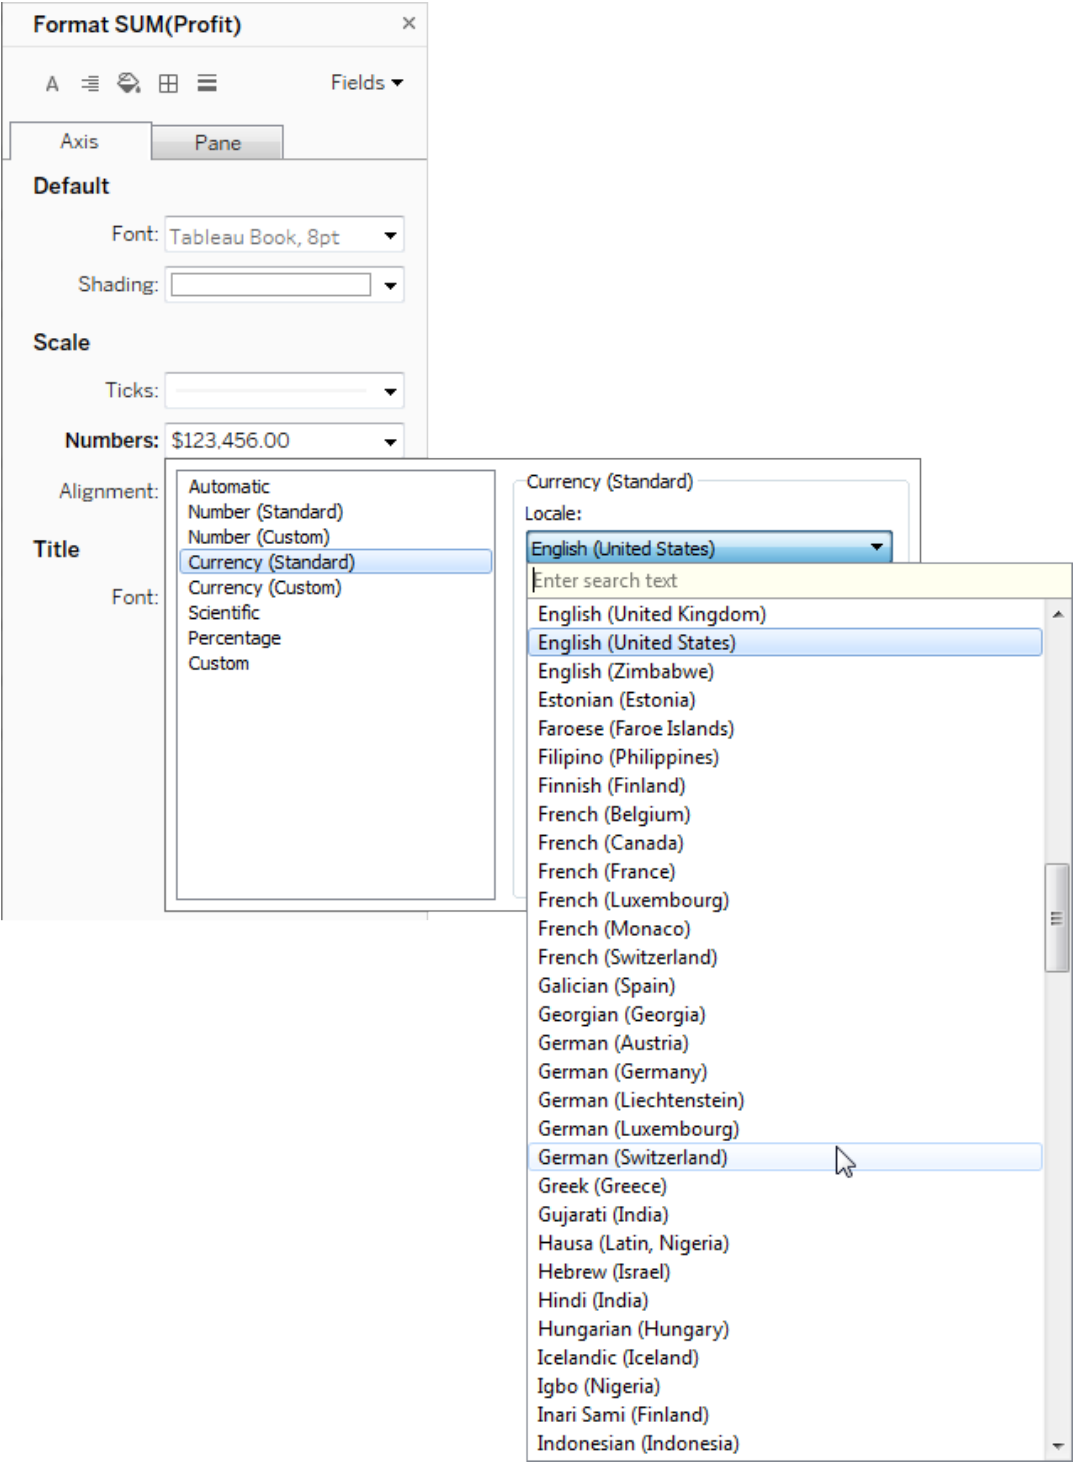 Format SUM(Profit)
A
Fields
Axis
Pane
Default
Font: Tableau Book, 8pt
Shading:
Scale
Ticks:
Numbers: $123,456.00
Alignment:
Title
Font:
Automatic
Number (Standard)
Number (Custom)
Currency (Standard)
Currency (Custom)
Scientific
Percentage
Custom
Currency (Standard)
Locale:
English (United States)
Enter search text
English (United Kingdom)
English (United States)
English (Zimbabwe)
Estonian (Estonia)
Faroese (Faroe Islands)
Filipino (Philippines)
Finnish (Finland)
French (Belgium)
French (Canada)
French (France)
French (Luxembourg)
French (Monaco)
French (Switzerland)
Galician (Spain)
Georgian (Georgia)
German (Austria)
German (Germany)
German (Liechtenstein)
German (Luxembourg)
German (Switzerland)
Greek (Greece)
Gujarati (India)
Hausa (Latin, Nigeria)
Hebrew (Israel)
Hindi (India)
Hungarian (Hungary)
Icelandic (Iceland)
Igbo (Nigeria)
Inari Sami (Finland)
Indonesian (Indonesia)